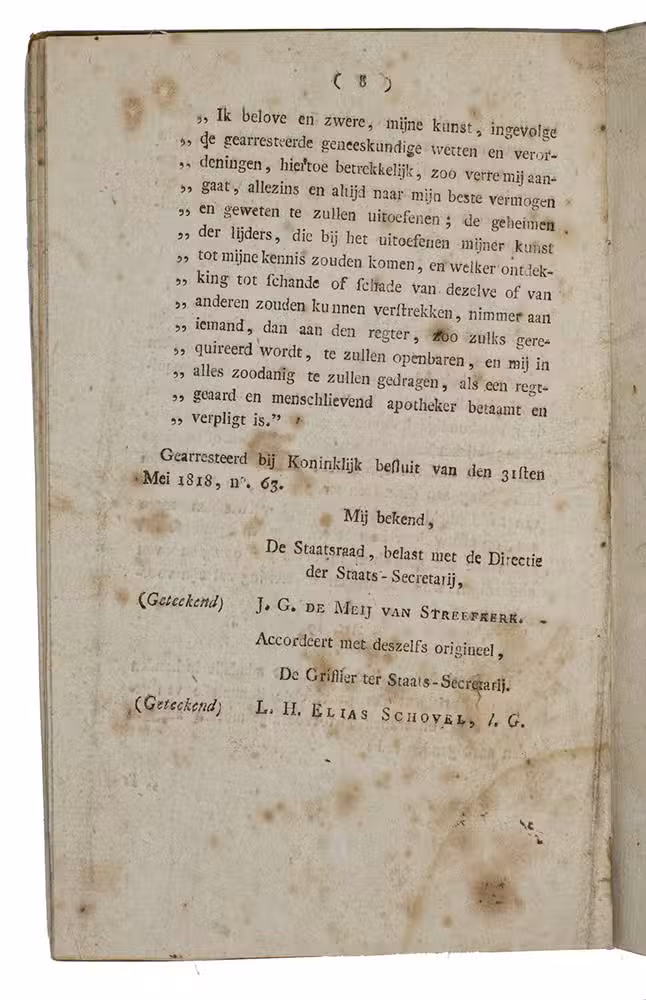 ( 8 )
„ Ik belove en zwere, mijne kunst, ingevolge
„ de gearresteerde geneeskundige wetten en veror-
„ deningen, hiertoe betrekkelijk, zoo verre mij aan-
„ gaat, allezins en altijd naar mijn beste vermogen
„ en geweten te zullen uitoefenen; de geheimen
„ der lijders, die bij het uitoefenen mijner kunst
„ tot mijne kennis zouden komen, en welker ontdek-
„ king tot ſchande of ſchade van dezelve of van
„ anderen zouden kunnen verſtrekken, nimmer aan
„ iemand, dan aan den regter, zoo zulks gere-
„ quireerd wordt, te zullen openbaren, en mij in
„ alles zoodanig te zullen gedragen, als een regt-
„ geaard en menschlievend apotheker betaamt en
„ verpligt is.”
Gearresteerd bij Koninklijk beſluit van den 31ſten
Mei 1818, nº. 63.
Mij bekend,
De Staatsraad, belast met de Directie
der Staats-Secretarij,
(Geteekend) J. G. DE MEIJ VAN STREEFKERK.
Accordeert met deszelfs origineel,
De Griffier ter Staats-Secretarij.
(Geteekend) L. H. ELIAS SCHOVEL, l. G.